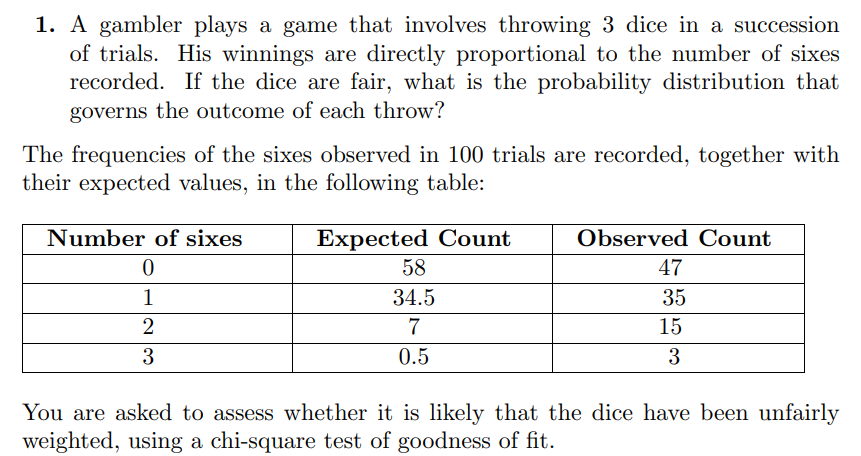 1. A gambler plays a game that involves throwing 3 dice in a succession
of trials. His winnings are directly proportional to the number of sixes
recorded. If the dice are fair, what is the probability distribution that
governs the outcome of each throw?
The frequencies of the sixes observed in 100 trials are recorded, together with
their expected values, in the following table:
Number of sixes Expected Count Observed Count
0 58 47
1 34.5 35
2 7 15
3 0.5 3
You are asked to assess whether it is likely that the dice have been unfairly
weighted, using a chi-square test of goodness of fit.